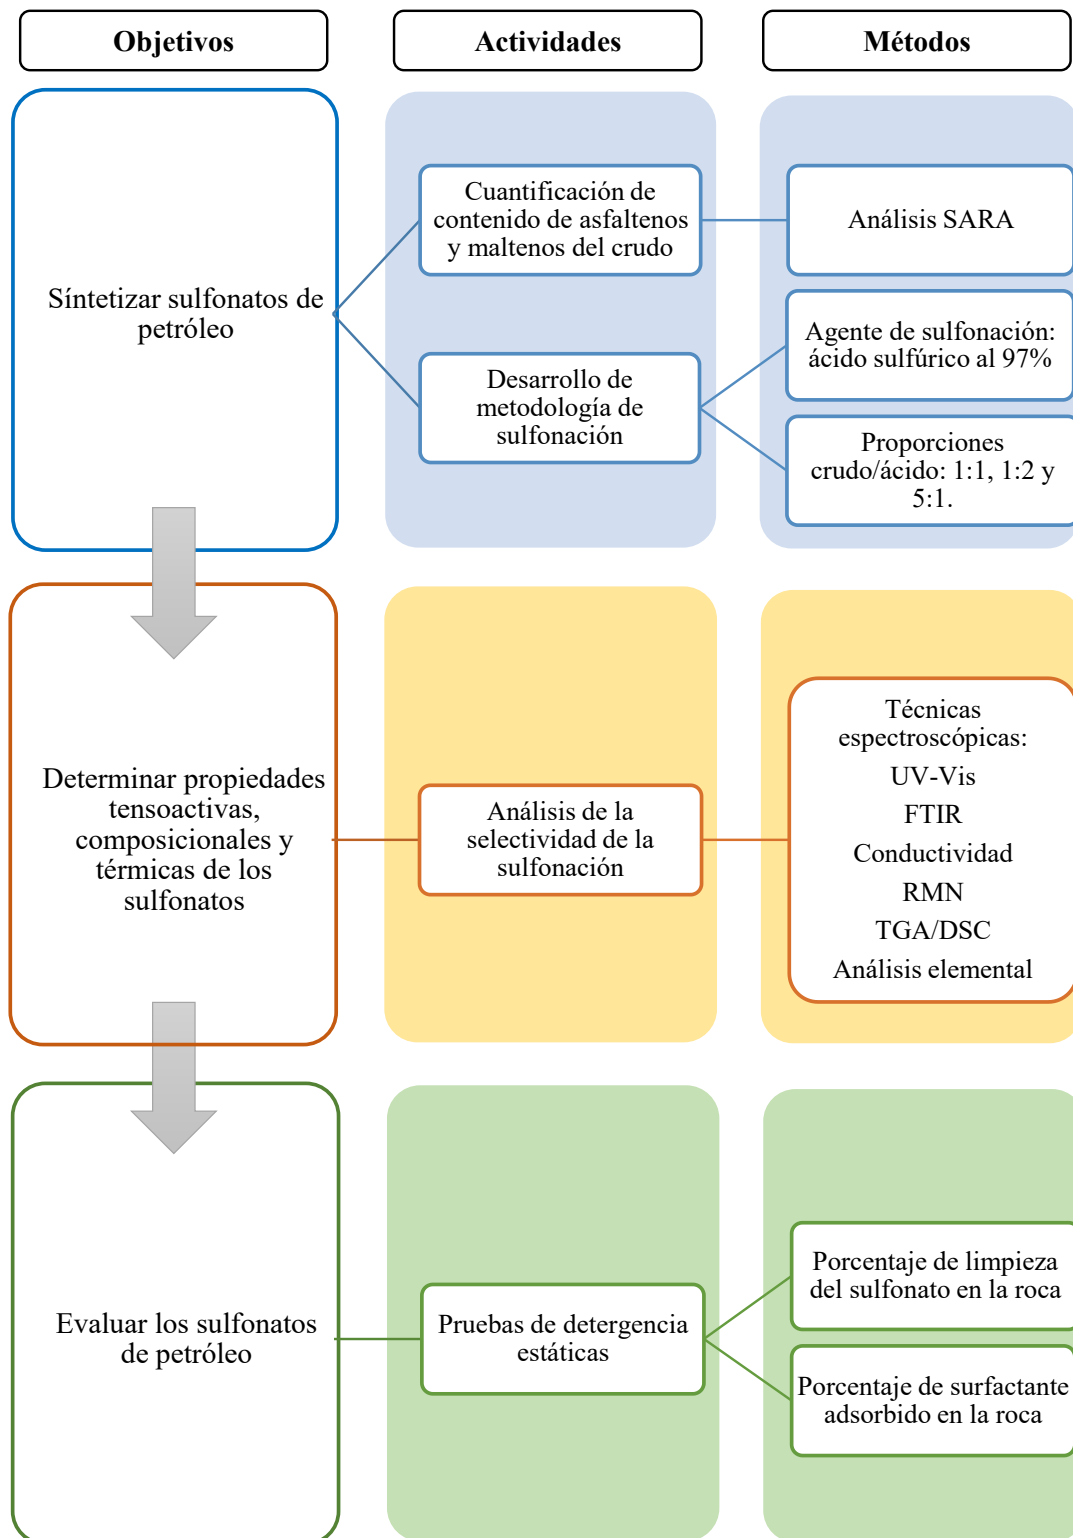 Objetivos
Actividades
Métodos
Síntetizar sulfonatos de
petróleo
Cuantificación de
contenido de asfaltenos
y maltenos del crudo
Análisis SARA
Desarrollo de
metodología de
sulfonación
Agente de sulfonación:
ácido sulfúrico al 97%
Proporciones
crudo/ácido: 1:1, 1:2 y
5:1.
Determinar propiedades
tensoactivas,
composicionales y
térmicas de los
sulfonatos
Análisis de la
selectividad de la
sulfonación
Técnicas
espectroscópicas:
UV-Vis
FTIR
Conductividad
RMN
TGA/DSC
Análisis elemental
Evaluar los sulfonatos
de petróleo
Pruebas de detergencia
estáticas
Porcentaje de limpieza
del sulfonato en la roca
Porcentaje de surfactante
adsorbido en la roca